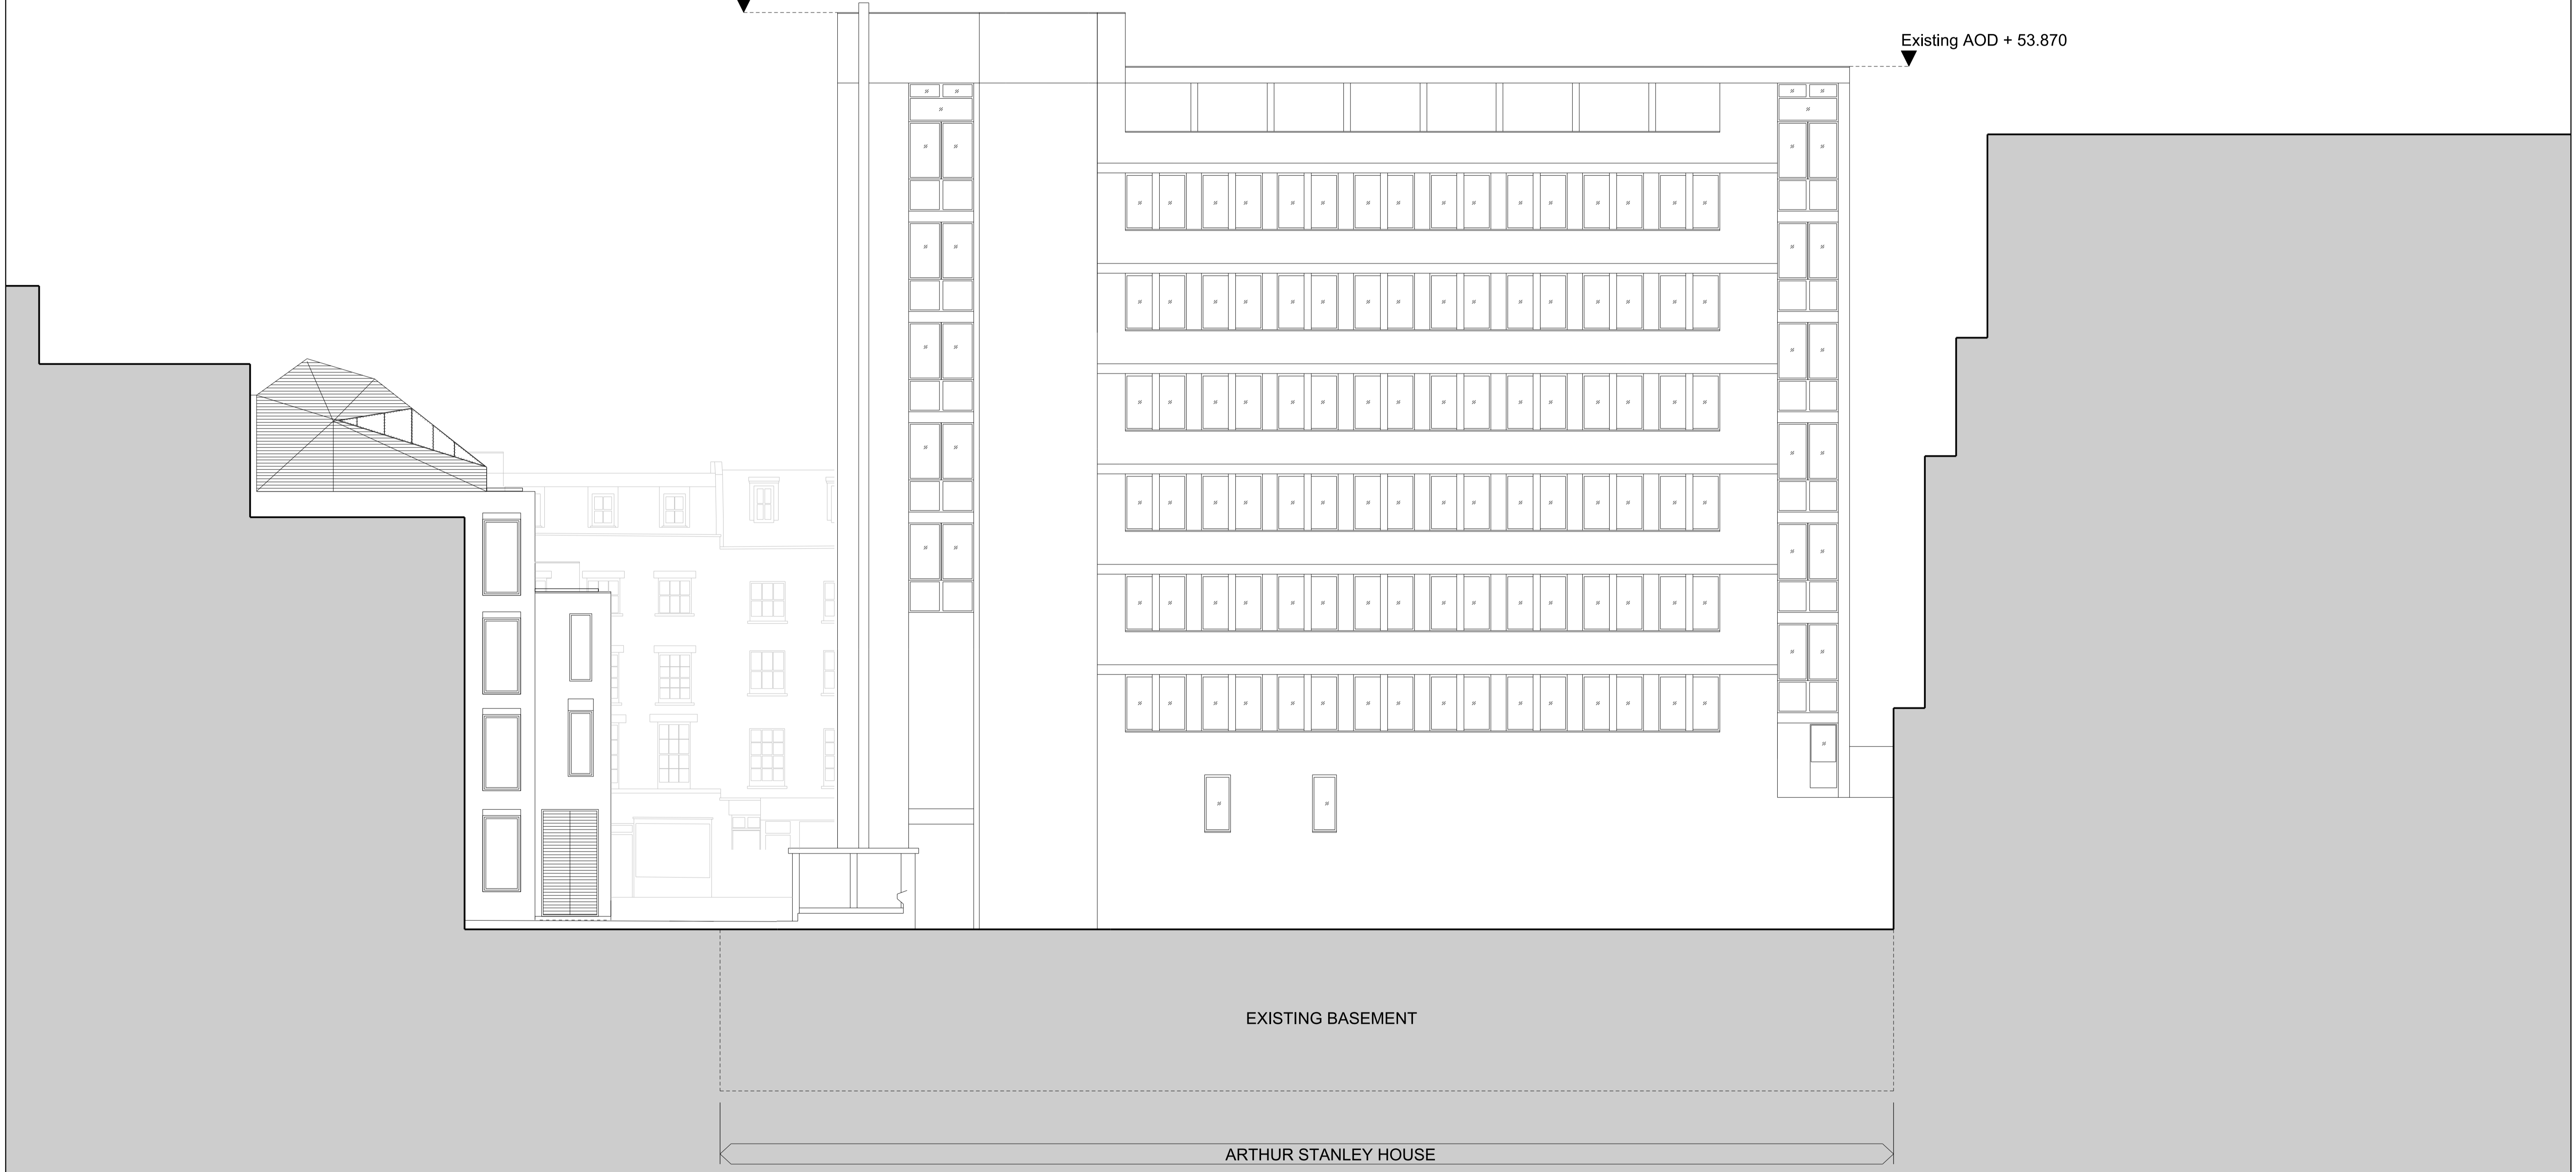 Existing AOD + 53.870
EXISTING BASEMENT
ARTHUR STANLEY HOUSE